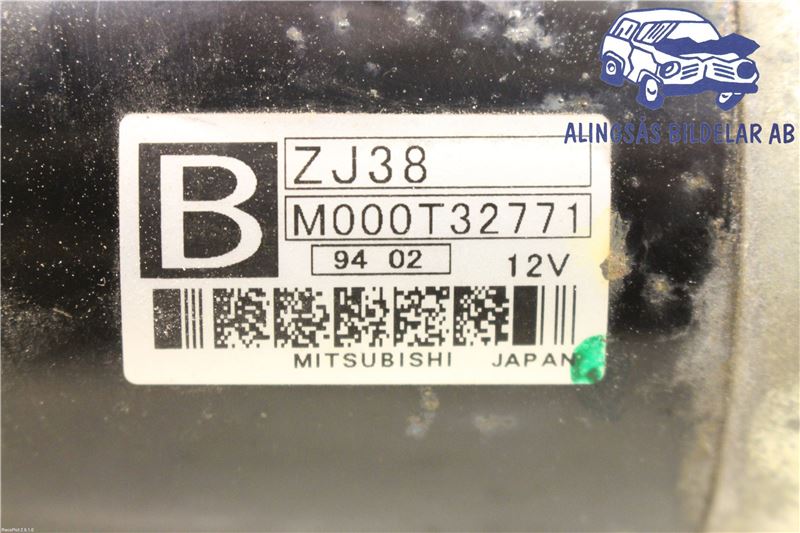 ALINGSÅS BILDELAR AB
B
ZJ38
M000T32771
94 02 12V
MITSUBISHI JAPAN